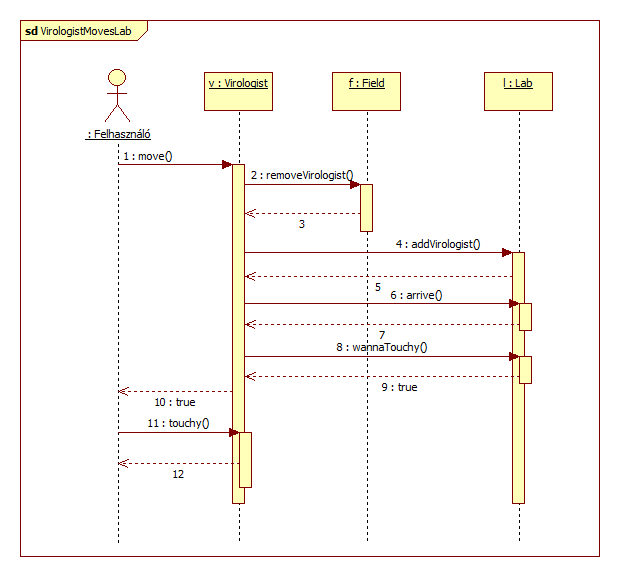 sd VirologistMovesLab
v : Virologist
f : Field
l : Lab
: Felhasználó
1 : move()
2 : removeVirologist()
3
4 : addVirologist()
5
6 : arrive()
7
8 : wannaTouchy()
9 : true
10 : true
11 : touchy()
12